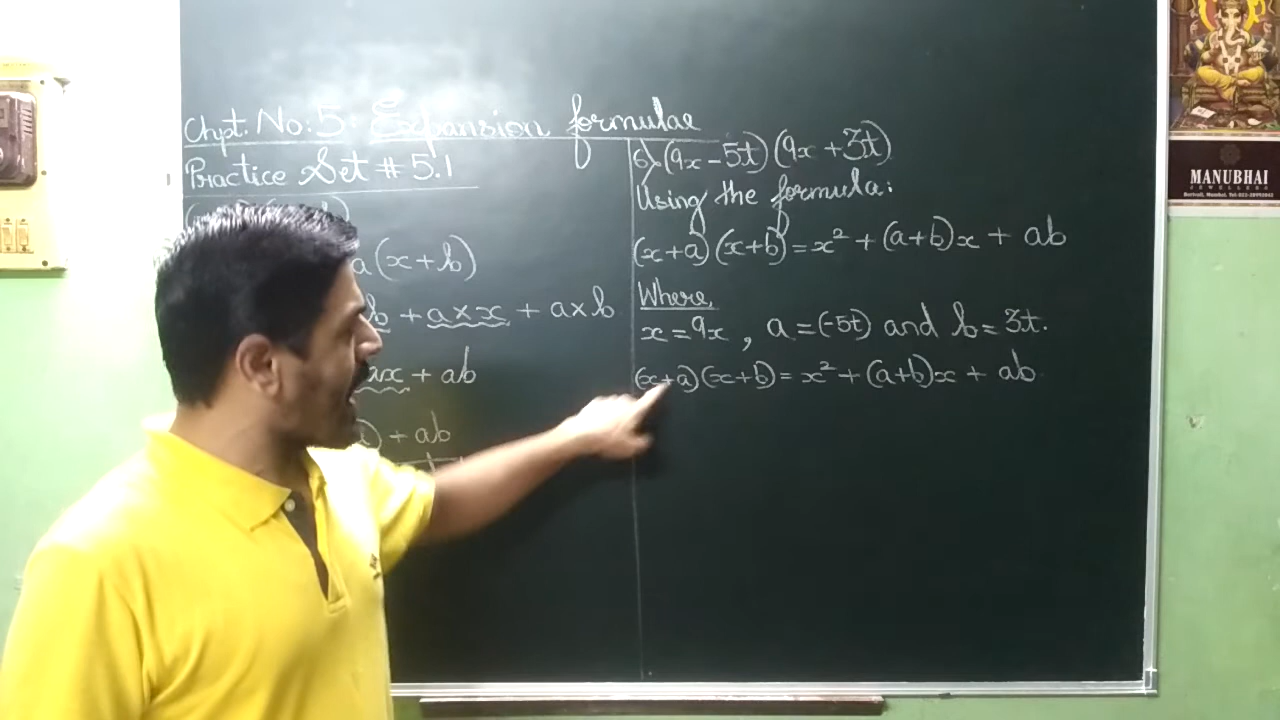 Chpt. No: 5: Expansion formulae
Practice Set # 5.1
a(x+b)
+ a×x + a×b
+ ab
+ ab
6) (9x - 5t) (9x + 3t)
Using the formula:
(x+a) (x+b) = x² + (a+b)x + ab
Where,
x = 9x, a = (-5t) and b = 3t.
(x+a) (x+b) = x² + (a+b)x + ab
MANUBHAI
JEWELLERS